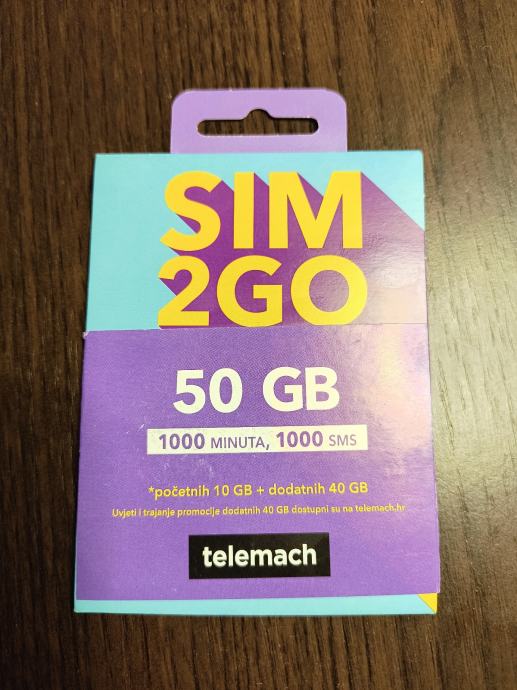 SIM
2GO
50 GB
1000 MINUTA, 1000 SMS
*početnih 10 GB + dodatnih 40 GB
Uvjeti i trajanje promocije dodatnih 40 GB dostupni su na telemach.hr
telemach